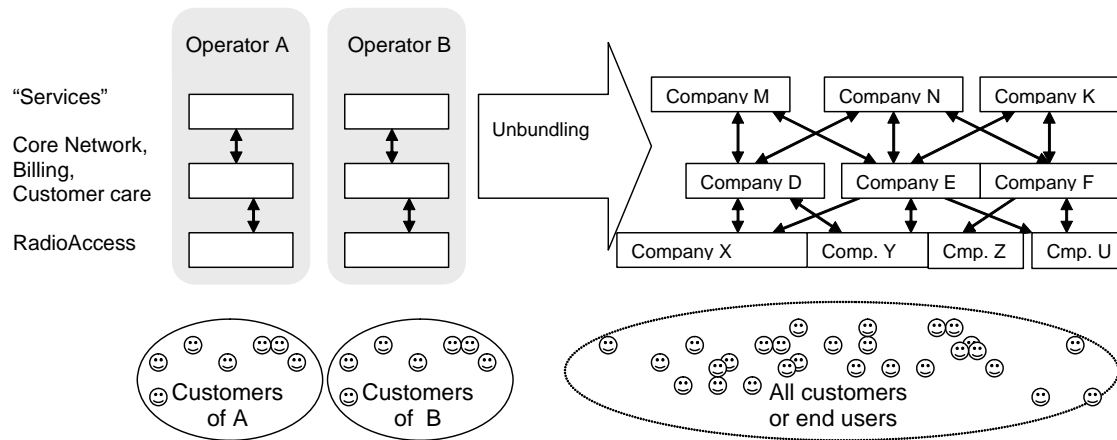 Operator A
Operator B
“Services”
Core Network,
Billing,
Customer care
RadioAccess
Unbundling
Company M
Company N
Company K
Company D
Company E
Company F
Company X
Comp. Y
Cmp. Z
Cmp. U
Customers
of A
Customers
of B
All customers
or end users